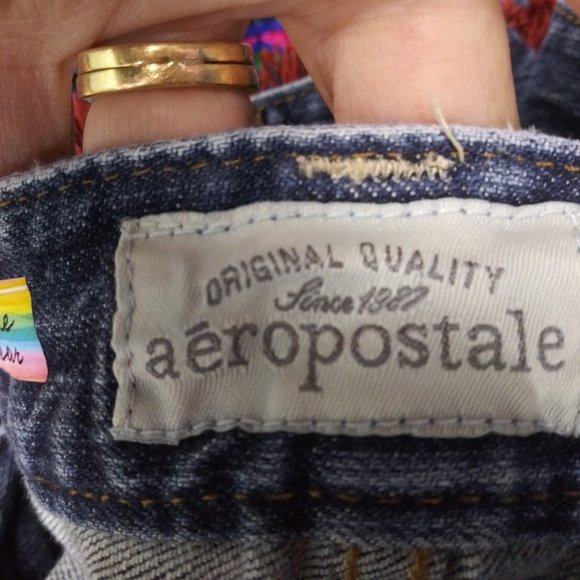 ORIGINAL QUALITY
Since 1987
aéropostale